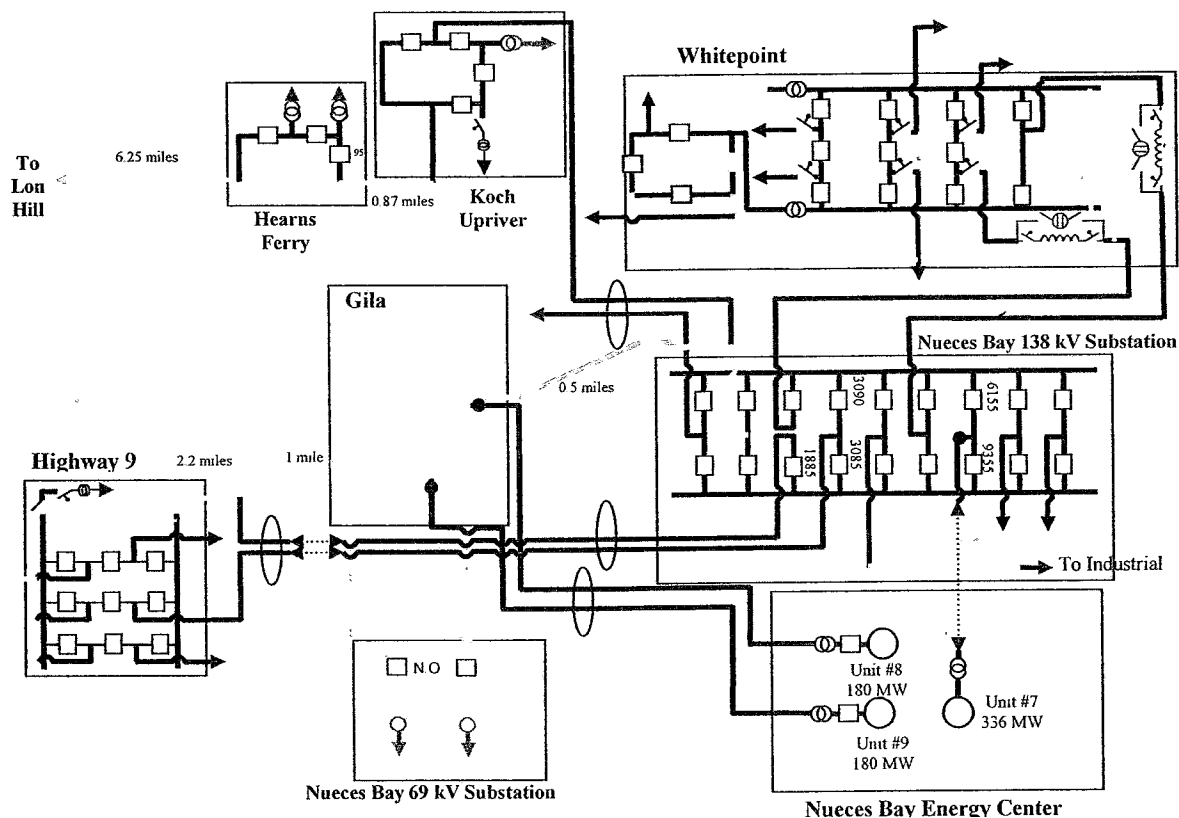 Whitepoint
To
Lon
Hill
6.25 miles
95
Hearns
Ferry
0.87 miles
Koch
Upriver
Gila
Nueces Bay 138 kV Substation
0.5 miles
3090
6155
1885
3085
9355
Highway 9
2.2 miles
1 mile
To Industrial
N.O
Unit #8
180 MW
Unit #7
336 MW
Unit #9
180 MW
Nueces Bay 69 kV Substation
Nueces Bay Energy Center